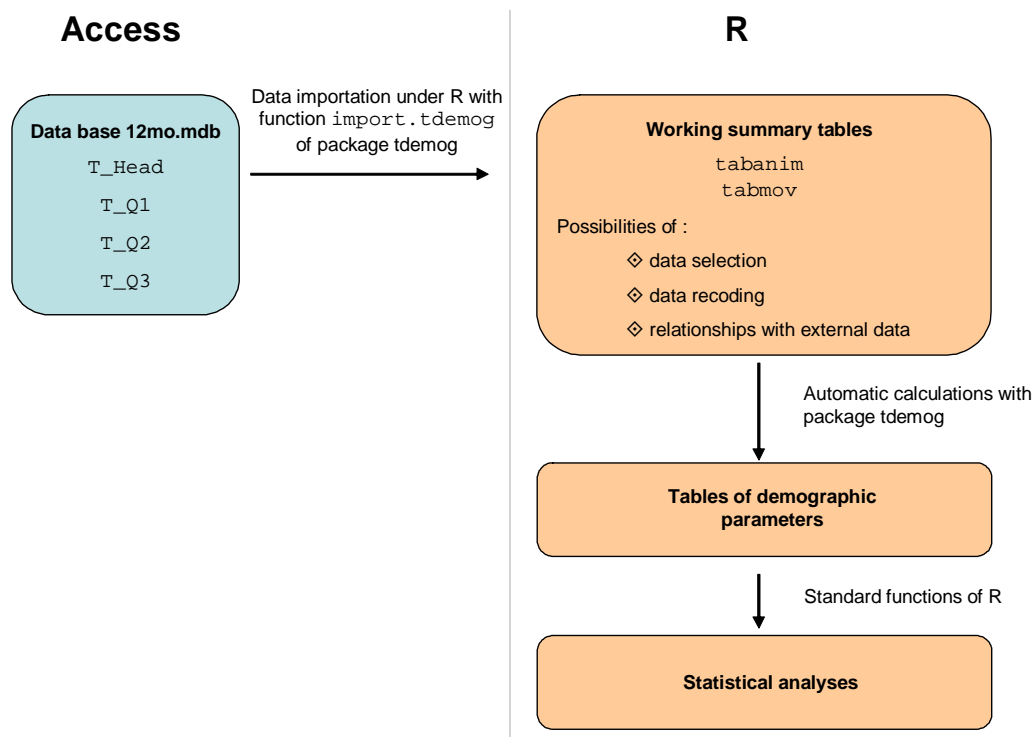 Access
R
Data base 12mo.mdb
T_Head
T_Q1
T_Q2
T_Q3
Data importation under R with
function import.tdemog
of package tdemog
Working summary tables
tabanim
tabmov
Possibilities of :
data selection
data recoding
relationships with external data
Automatic calculations with
package tdemog
Tables of demographic
parameters
Standard functions of R
Statistical analyses